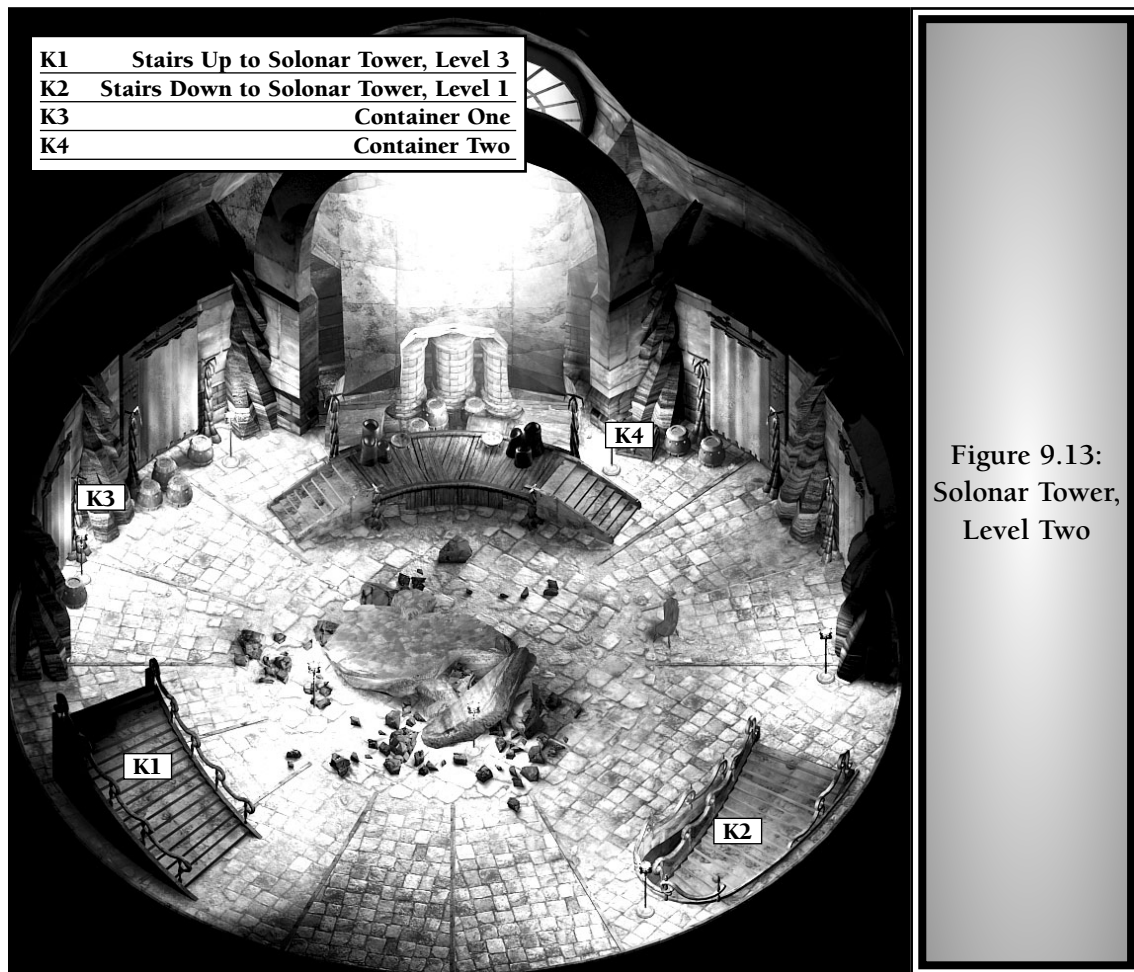 K1 Stairs Up to Solonar Tower, Level 3
K2 Stairs Down to Solonar Tower, Level 1
K3 Container One
K4 Container Two
K4
K3
K1
K2
Figure 9.13:
Solonar Tower,
Level Two